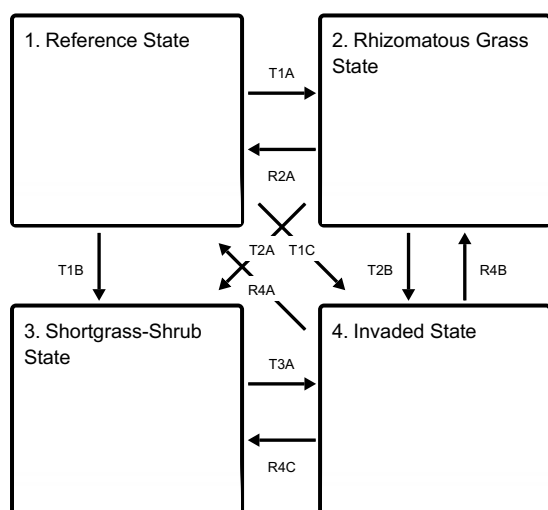 1. Reference State
2. Rhizomatous Grass
State
T1A
R2A
T1B
T2A
T1C
R4A
T2B
R4B
3. Shortgrass-Shrub
State
4. Invaded State
T3A
R4C